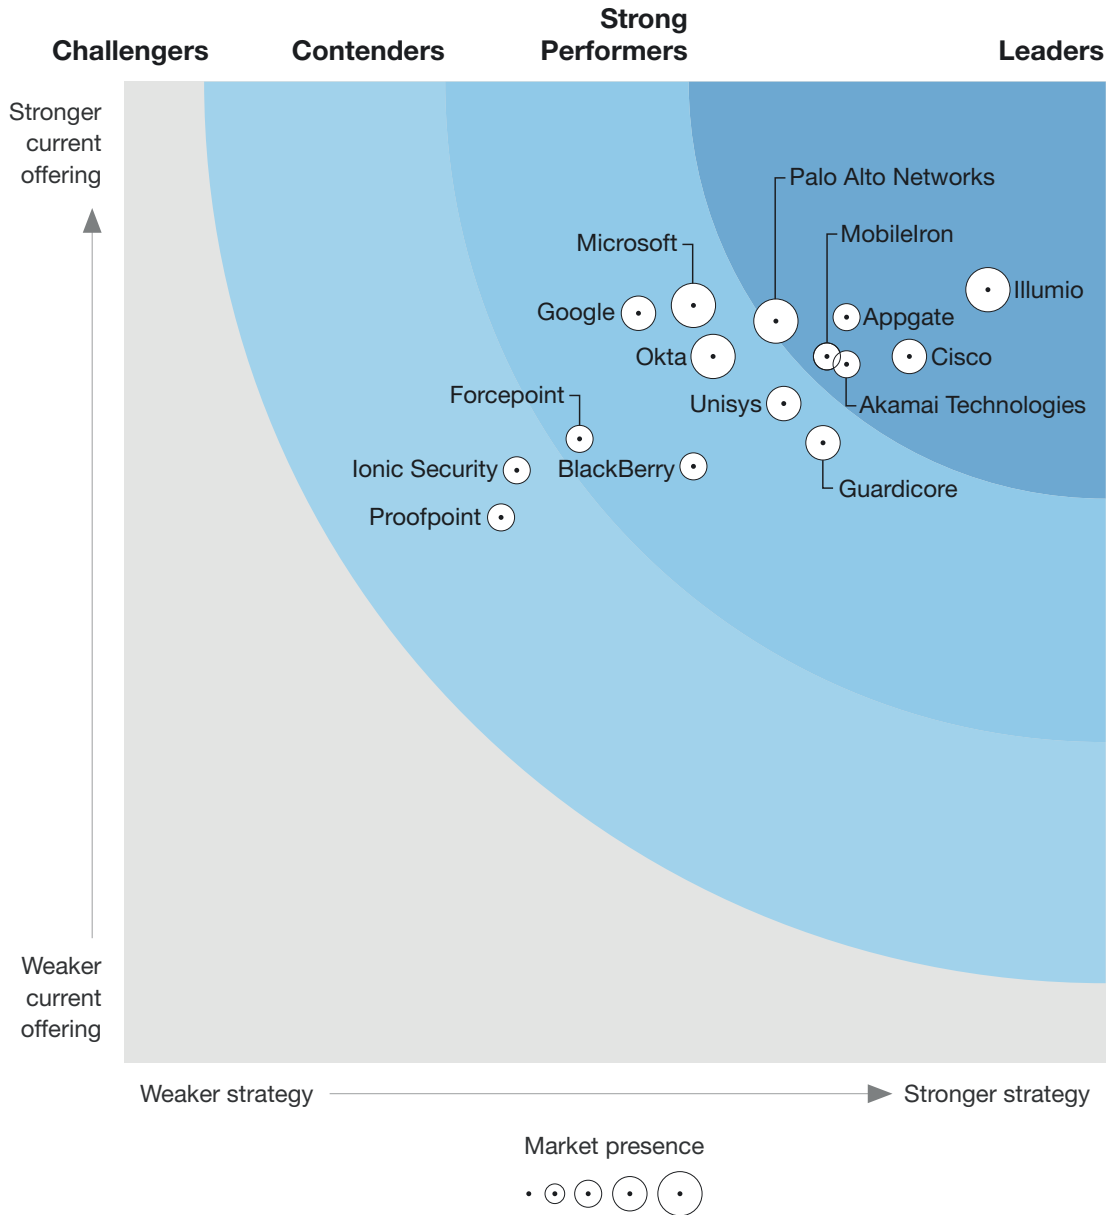 Challengers
Contenders
Strong
Performers
Leaders
Stronger
current
offering
Palo Alto Networks
MobileIron
Microsoft
Illumio
Google
Appgate
Okta
Cisco
Forcepoint
Unisys
Akamai Technologies
Ionic Security
BlackBerry
Guardicore
Proofpoint
Weaker
current
offering
Weaker strategy
Stronger strategy
Market presence